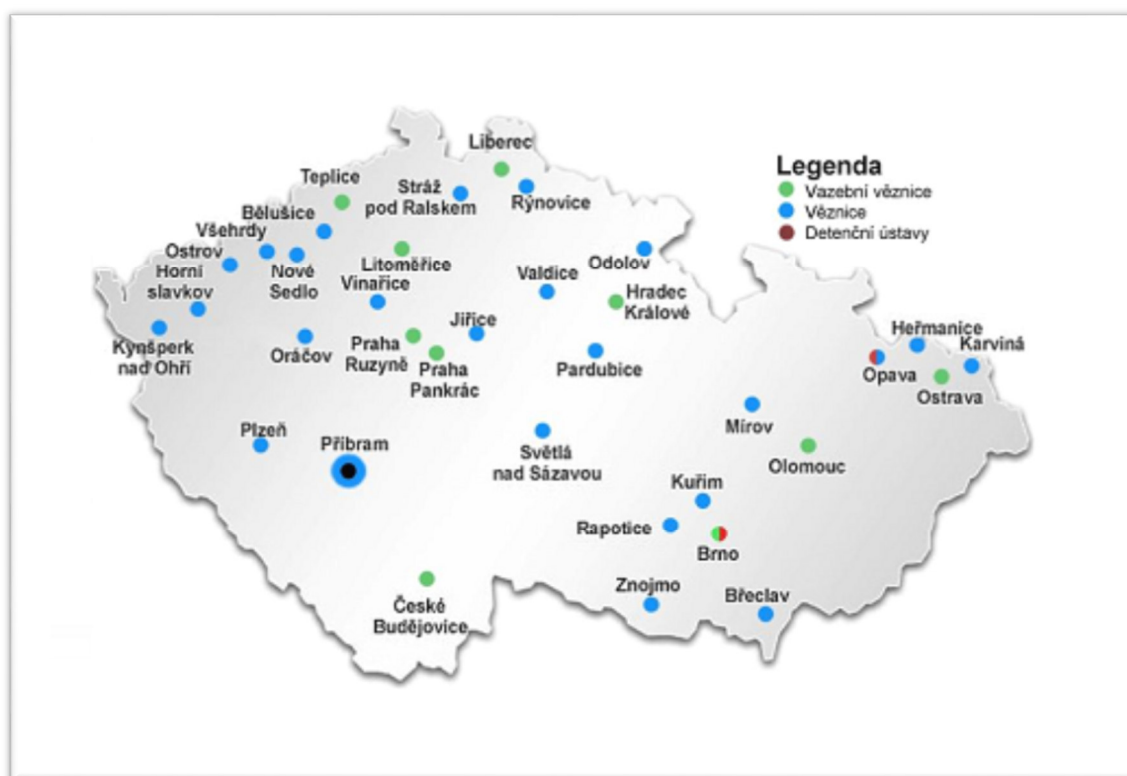 Liberec
Teplice
Stráž
pod Ralskem
Rýnovice
Bělušice
Všehrdy
Ostrov
Horní
slavkov
Nové
Sedlo
Litoměřice
Vinařice
Odolov
Valdice
Hradec
Králové
Kynšperk
nad Ohří
Oráčov
Praha
Ruzyně
Praha
Pankrác
Jiřice
Pardubice
Heřmanice
Karviná
Opava
Ostrava
Mírov
Olomouc
Plzeň
Příbram
Světlá
nad Sázavou
Kuřim
Rapotice
Brno
Znojmo
Břeclav
České
Budějovice
Legenda
Vazební věznice
Věznice
Detenční ústavy